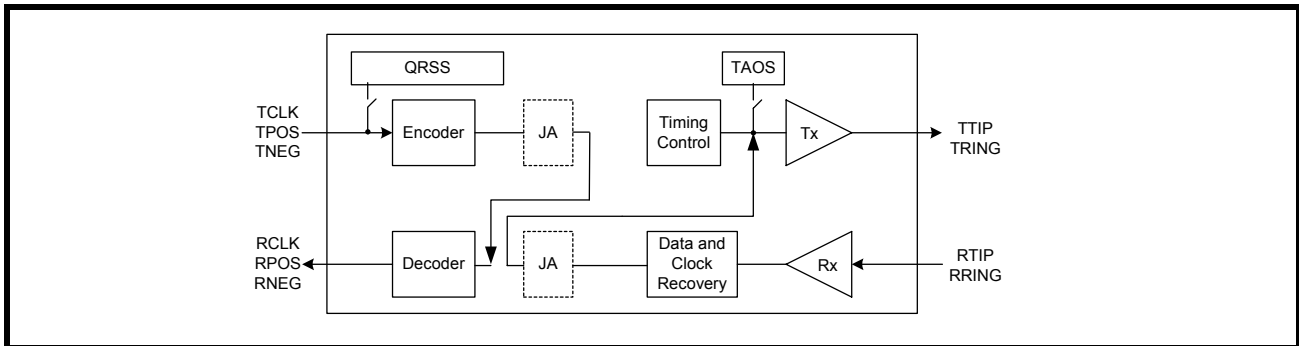 QRSS
TAOS
TCLK
TPOS
TNEG
Encoder
JA
Timing
Control
Tx
TTIP
TRING
RCLK
RPOS
RNEG
Decoder
JA
Data and
Clock
Recovery
Rx
RTIP
RRING